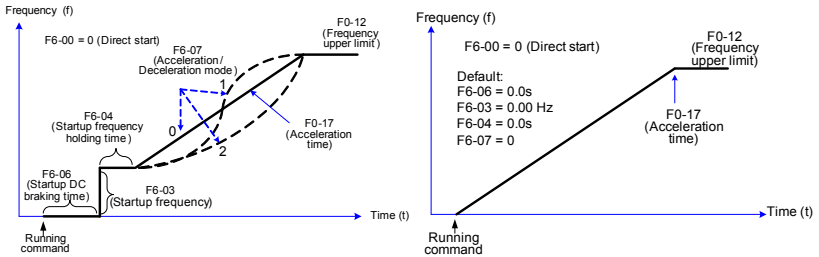 Frequency (f)
F6-00 = 0 (Direct start)
F0-12
(Frequency
upper limit)
F6-07
(Acceleration/
Deceleration mode)
1
0
2
F6-04
(Startup frequency
holding time)
F0-17
(Acceleration
time)
F6-06
(Startup DC
braking time)
F6-03
(Startup frequency)
Time (t)
Running
command
Frequency (f)
F6-00 = 0 (Direct start)
F0-12
(Frequency
upper limit)
Default:
F6-06 = 0.0s
F6-03 = 0.00 Hz
F6-04 = 0.0s
F6-07 = 0
F0-17
(Acceleration
time)
Time (t)
Running
command